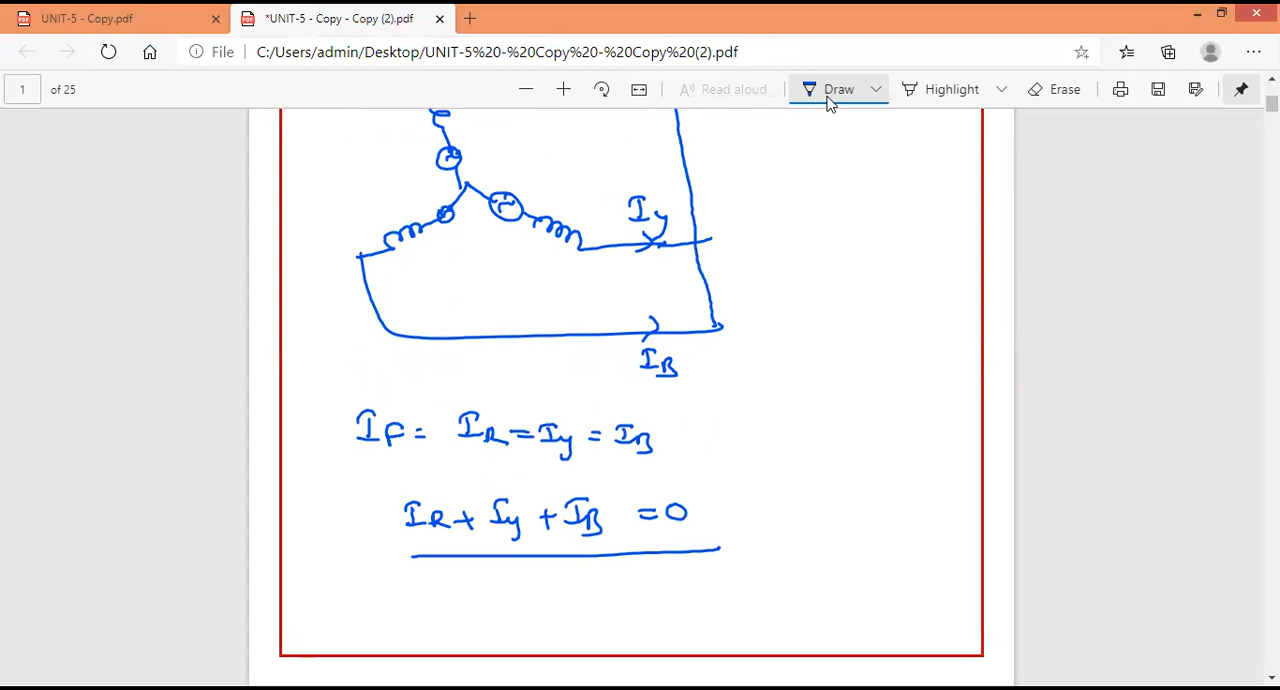 UNIT-5 - Copy.pdf
*UNIT-5 - Copy - Copy (2).pdf
File C:/Users/admin/Desktop/UNIT-5%20-%20Copy%20-%20Copy%20(2).pdf
1 of 25 Read aloud Draw Highlight Erase
Iy
IB
IF = IR = Iy = IB
IR + Iy + IB = 0